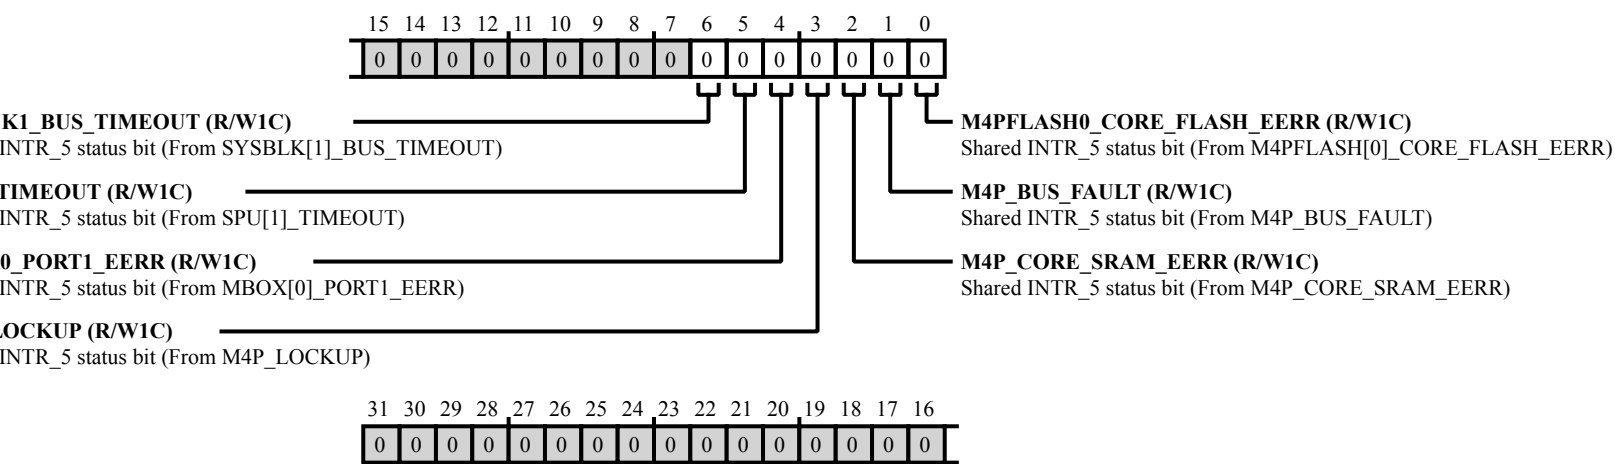 15 14 13 12 11 10 9 8 7 6 5 4 3 2 1 0
0 0 0 0 0 0 0 0 0 0 0 0 0 0 0 0
K1_BUS_TIMEOUT (R/W1C)
INTR_5 status bit (From SYSBLK[1]_BUS_TIMEOUT)
TIMEOUT (R/W1C)
INTR_5 status bit (From SPU[1]_TIMEOUT)
0_PORT1_EERR (R/W1C)
INTR_5 status bit (From MBOX[0]_PORT1_EERR)
LOCKUP (R/W1C)
INTR_5 status bit (From M4P_LOCKUP)
M4PFLASH0_CORE_FLASH_EERR (R/W1C)
Shared INTR_5 status bit (From M4PFLASH[0]_CORE_FLASH_EERR)
M4P_BUS_FAULT (R/W1C)
Shared INTR_5 status bit (From M4P_BUS_FAULT)
M4P_CORE_SRAM_EERR (R/W1C)
Shared INTR_5 status bit (From M4P_CORE_SRAM_EERR)
31 30 29 28 27 26 25 24 23 22 21 20 19 18 17 16
0 0 0 0 0 0 0 0 0 0 0 0 0 0 0 0